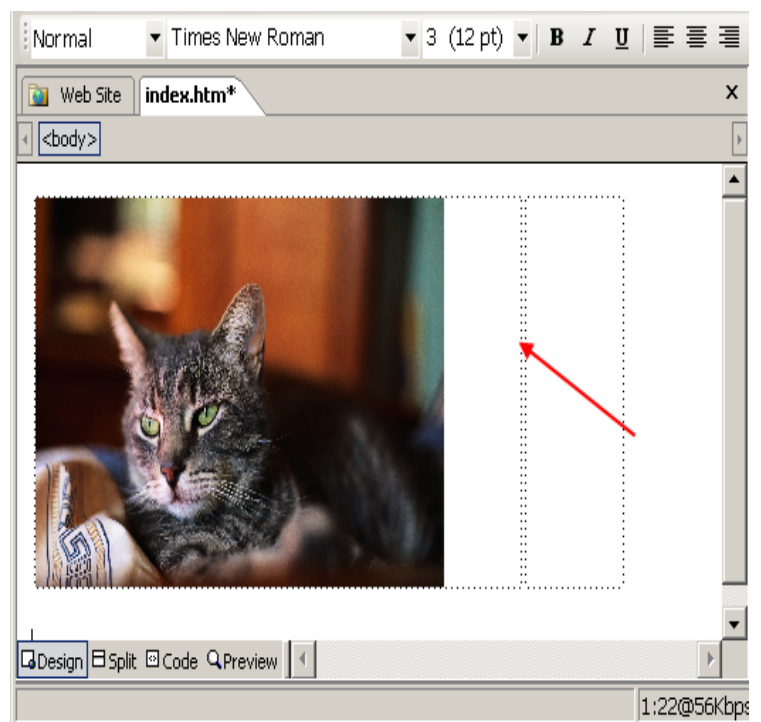 Normal Times New Roman 3 (12 pt) B I U
Web Site index.htm* x
<body>
Design Split Code Preview
1:22@56Kbps